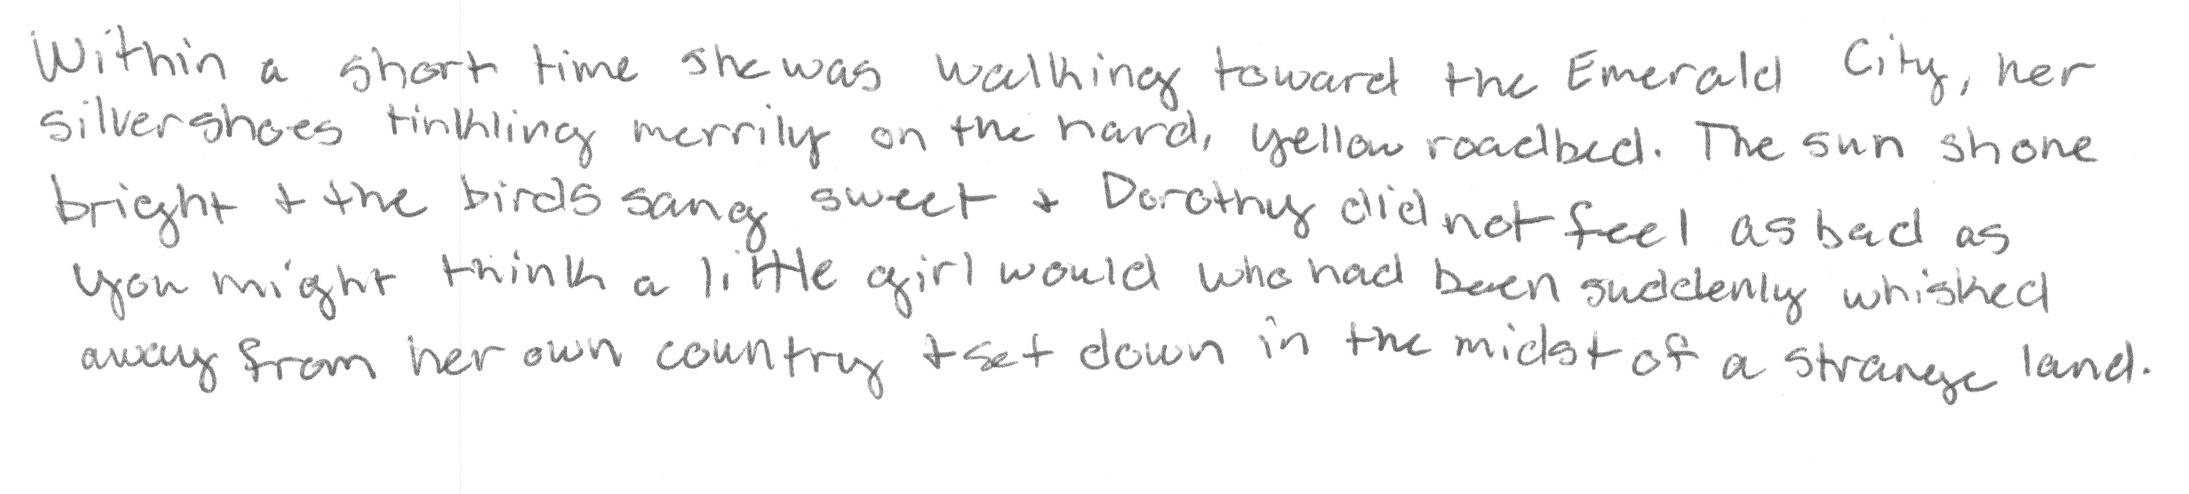 Within a short time she was walking toward the Emerald City, her
silver shoes tinkling merrily on the hard, yellow roadbed. The sun shone
bright + the birds sang sweet + Dorothy did not feel as bad as
you might think a little girl would who had been suddenly whisked
away from her own country + set down in the midst of a strange land.